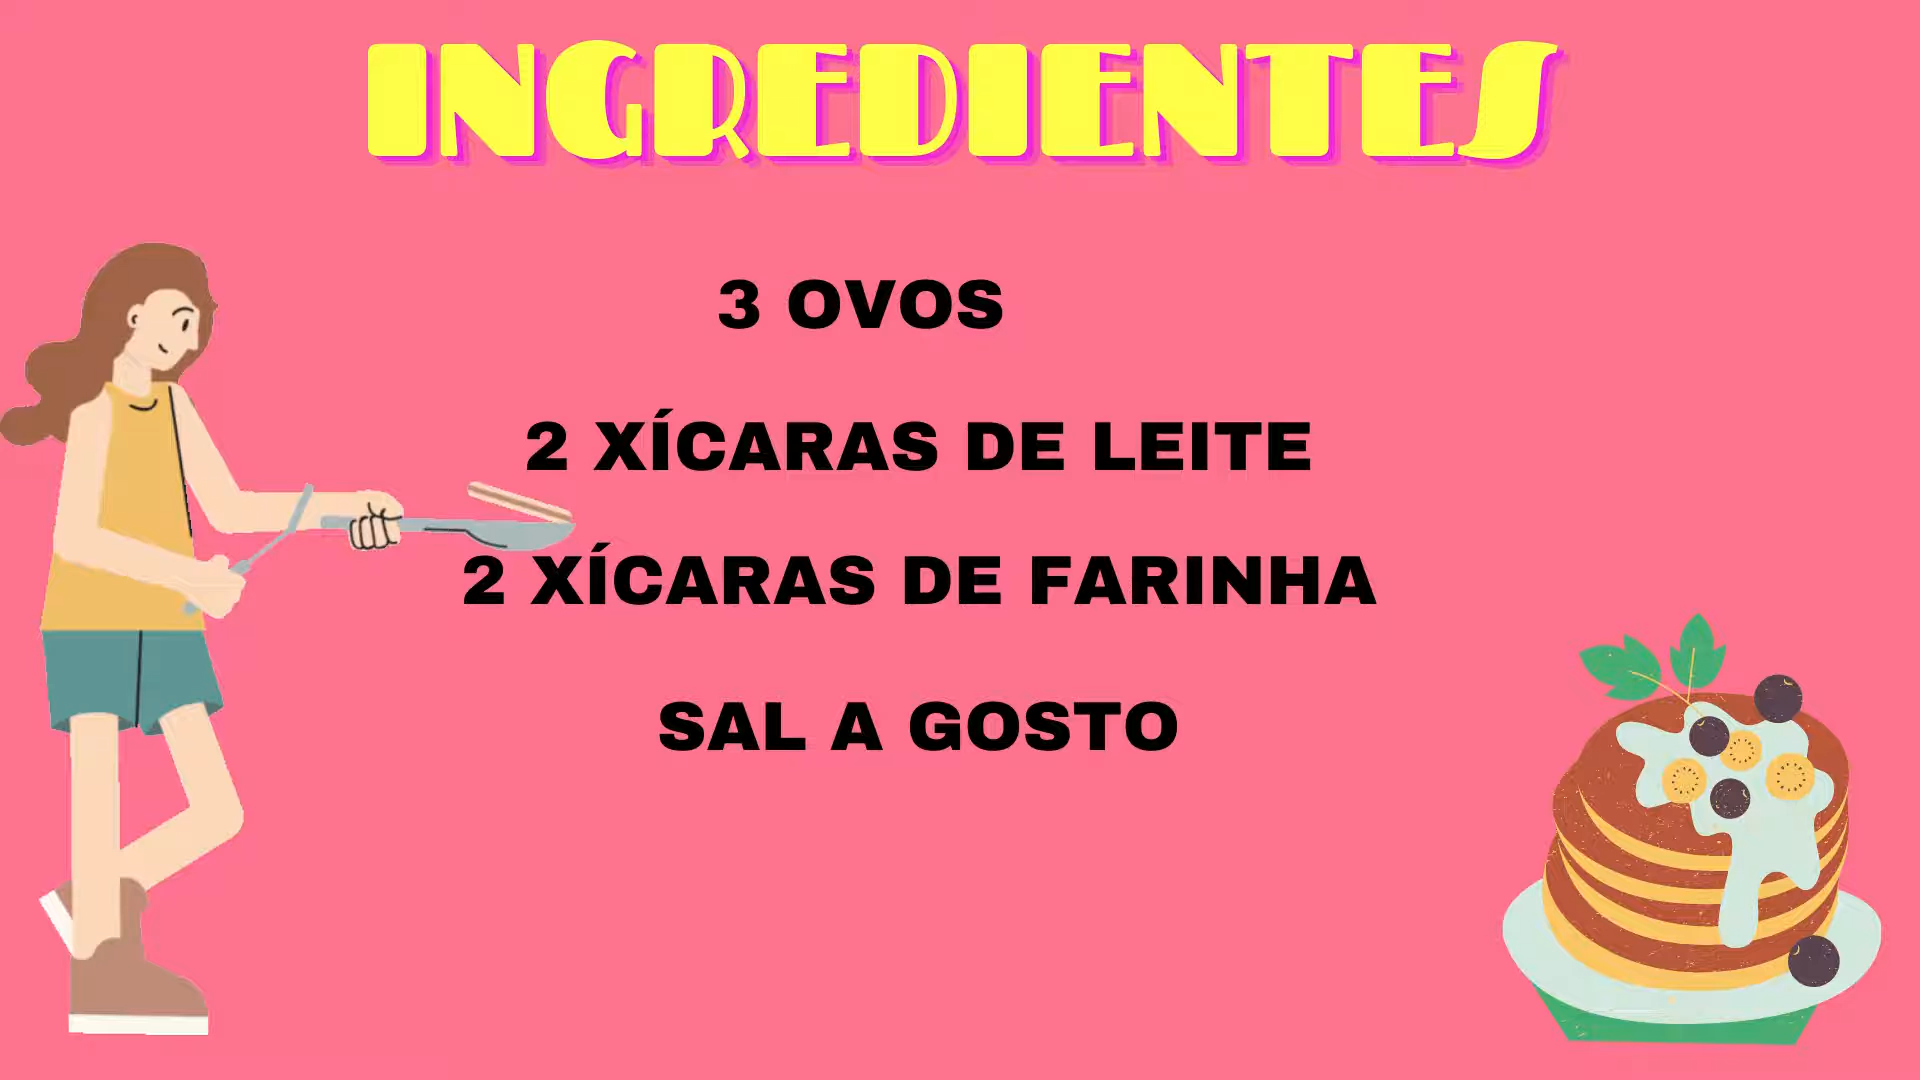 INGREDIENTES
3 OVOS
2 XÍCARAS DE LEITE
2 XÍCARAS DE FARINHA
SAL A GOSTO